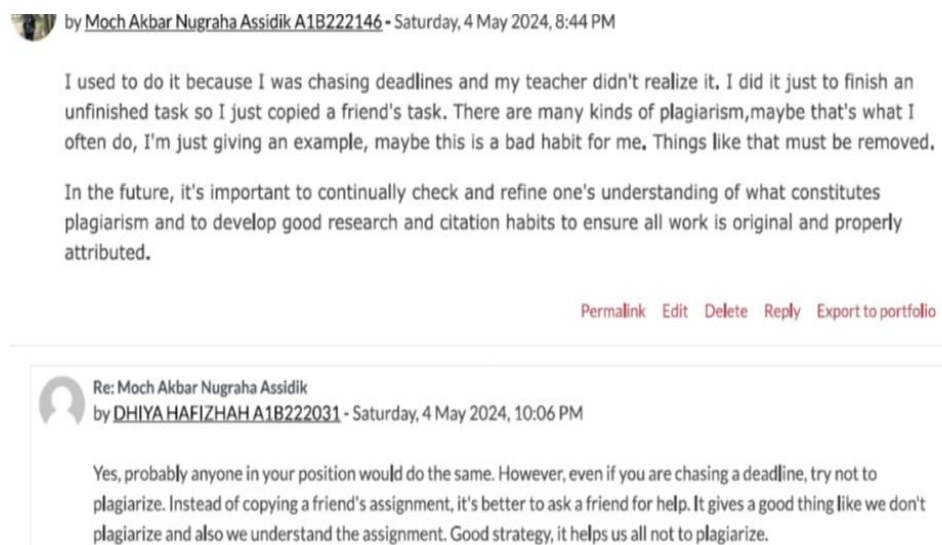 by Moch Akbar Nugraha Assidik A1B222146 - Saturday, 4 May 2024, 8:44 PM
I used to do it because I was chasing deadlines and my teacher didn't realize it. I did it just to finish an
unfinished task so I just copied a friend's task. There are many kinds of plagiarism,maybe that's what I
often do, I'm just giving an example, maybe this is a bad habit for me. Things like that must be removed.
In the future, it's important to continually check and refine one's understanding of what constitutes
plagiarism and to develop good research and citation habits to ensure all work is original and properly
attributed.
Permalink Edit Delete Reply Export to portfolio
Re: Moch Akbar Nugraha Assidik
by DHIYA HAFIZHAH A1B222031 - Saturday, 4 May 2024, 10:06 PM
Yes, probably anyone in your position would do the same. However, even if you are chasing a deadline, try not to
plagiarize. Instead of copying a friend's assignment, it's better to ask a friend for help. It gives a good thing like we don't
plagiarize and also we understand the assignment. Good strategy, it helps us all not to plagiarize.